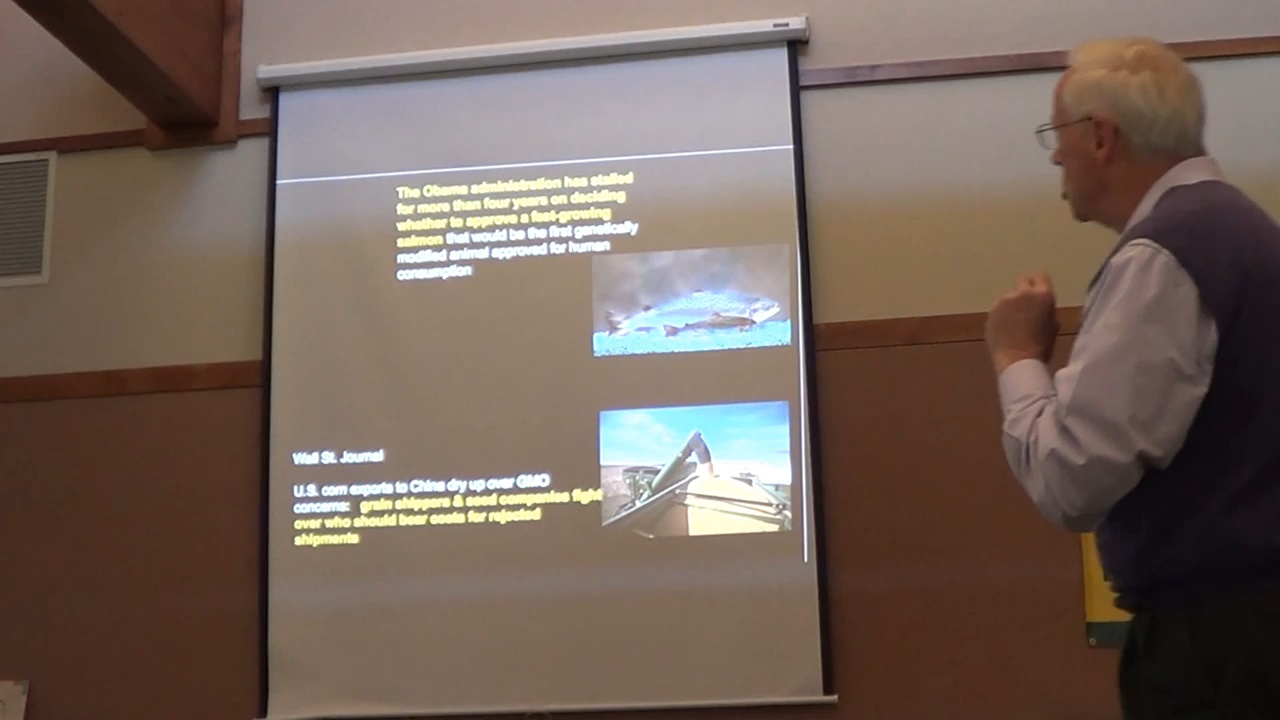 The Obama administration has stalled
for more than four years on deciding
whether to approve a fast-growing
salmon that would be the first genetically
modified animal approved for human
consumption
Wall St. Journal
U.S. corn exports to China dry up over GMO
concerns: grain shippers & seed companies fight
over who should bear costs for rejected
shipments